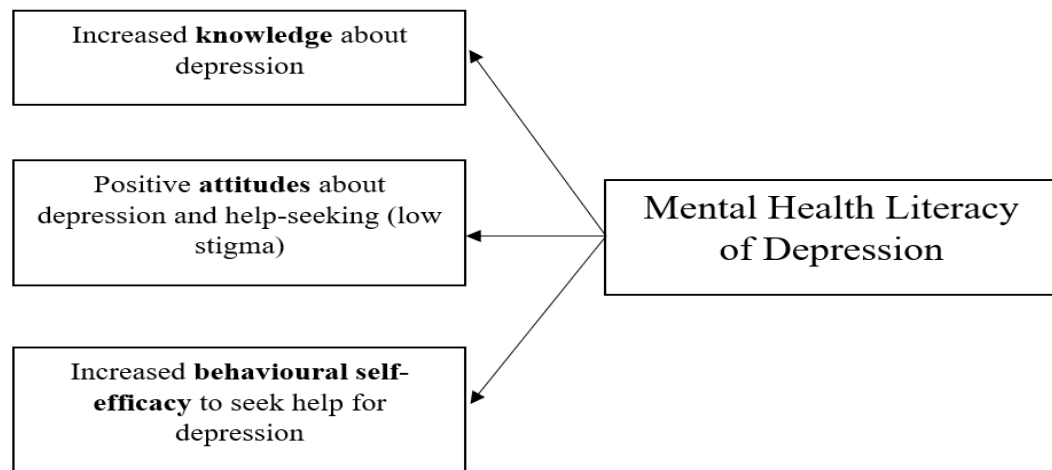 Increased knowledge about
depression
Positive attitudes about
depression and help-seeking (low
stigma)
Increased behavioural self-
efficacy to seek help for
depression
Mental Health Literacy
of Depression